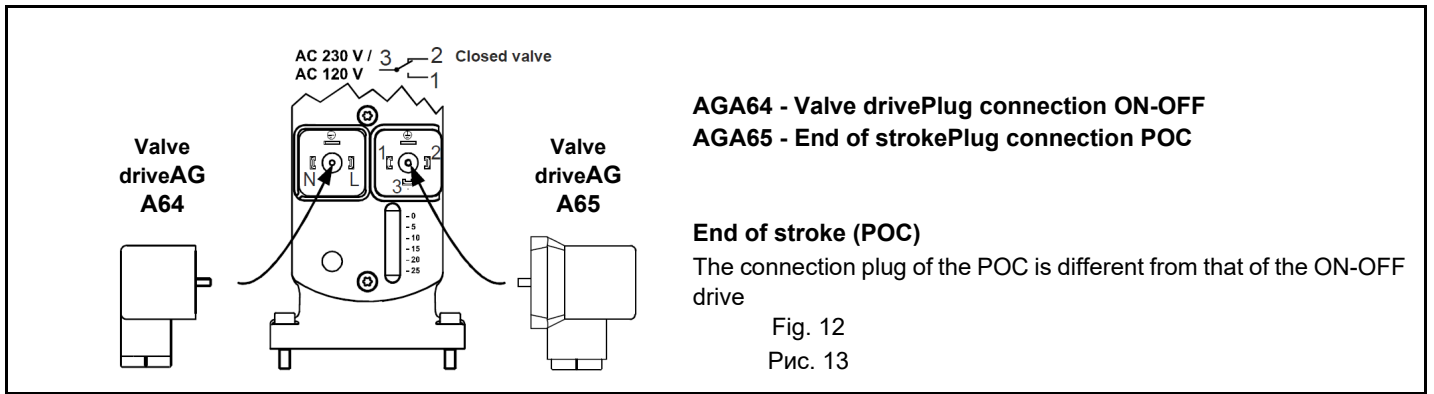 AC 230 V / 3 2 Closed valve
AC 120 V 1
Valve
driveAG
A64
N L
1 2
3
-0
-5
-10
-15
-20
-25
Valve
driveAG
A65
AGA64 - Valve drivePlug connection ON-OFF
AGA65 - End of strokePlug connection POC
End of stroke (POC)
The connection plug of the POC is different from that of the ON-OFF
drive
Fig. 12
Рис. 13